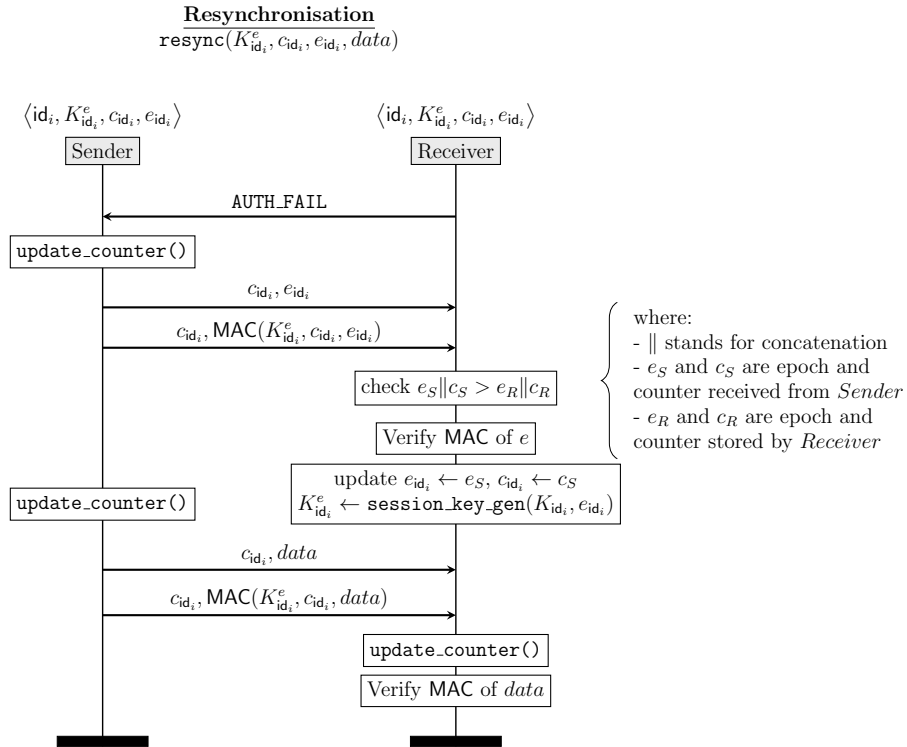 Resynchronisation
resync(K^e_{id_i}, c_{id_i}, e_{id_i}, data)
⟨id_i, K^e_{id_i}, c_{id_i}, e_{id_i}⟩
⟨id_i, K^e_{id_i}, c_{id_i}, e_{id_i}⟩
Sender
Receiver
AUTH_FAIL
update_counter()
c_{id_i}, e_{id_i}
c_{id_i}, MAC(K^e_{id_i}, c_{id_i}, e_{id_i})
check e_S‖c_S > e_R‖c_R
Verify MAC of e
where:
- ‖ stands for concatenation
- e_S and c_S are epoch and
counter received from Sender
- e_R and c_R are epoch and
counter stored by Receiver
update e_{id_i} ← e_S, c_{id_i} ← c_S
K^e_{id_i} ← session_key_gen(K_{id_i}, e_{id_i})
update_counter()
c_{id_i}, data
c_{id_i}, MAC(K^e_{id_i}, c_{id_i}, data)
update_counter()
Verify MAC of data